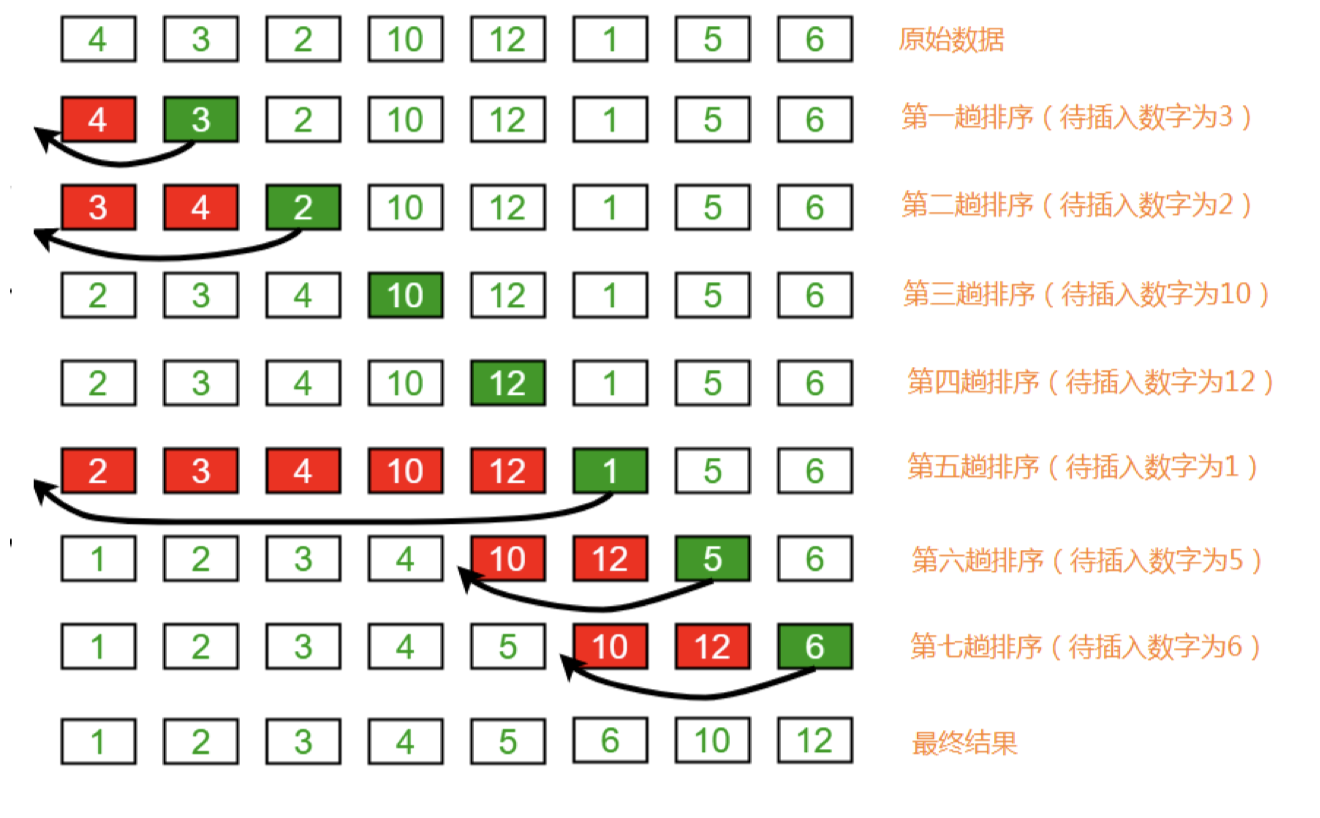 4 3 2 10 12 1 5 6 原始数据
4 3 2 10 12 1 5 6 第一趟排序（待插入数字为3）
3 4 2 10 12 1 5 6 第二趟排序（待插入数字为2）
2 3 4 10 12 1 5 6 第三趟排序（待插入数字为10）
2 3 4 10 12 1 5 6 第四趟排序（待插入数字为12）
2 3 4 10 12 1 5 6 第五趟排序（待插入数字为1）
1 2 3 4 10 12 5 6 第六趟排序（待插入数字为5）
1 2 3 4 5 10 12 6 第七趟排序（待插入数字为6）
1 2 3 4 5 6 10 12 最终结果